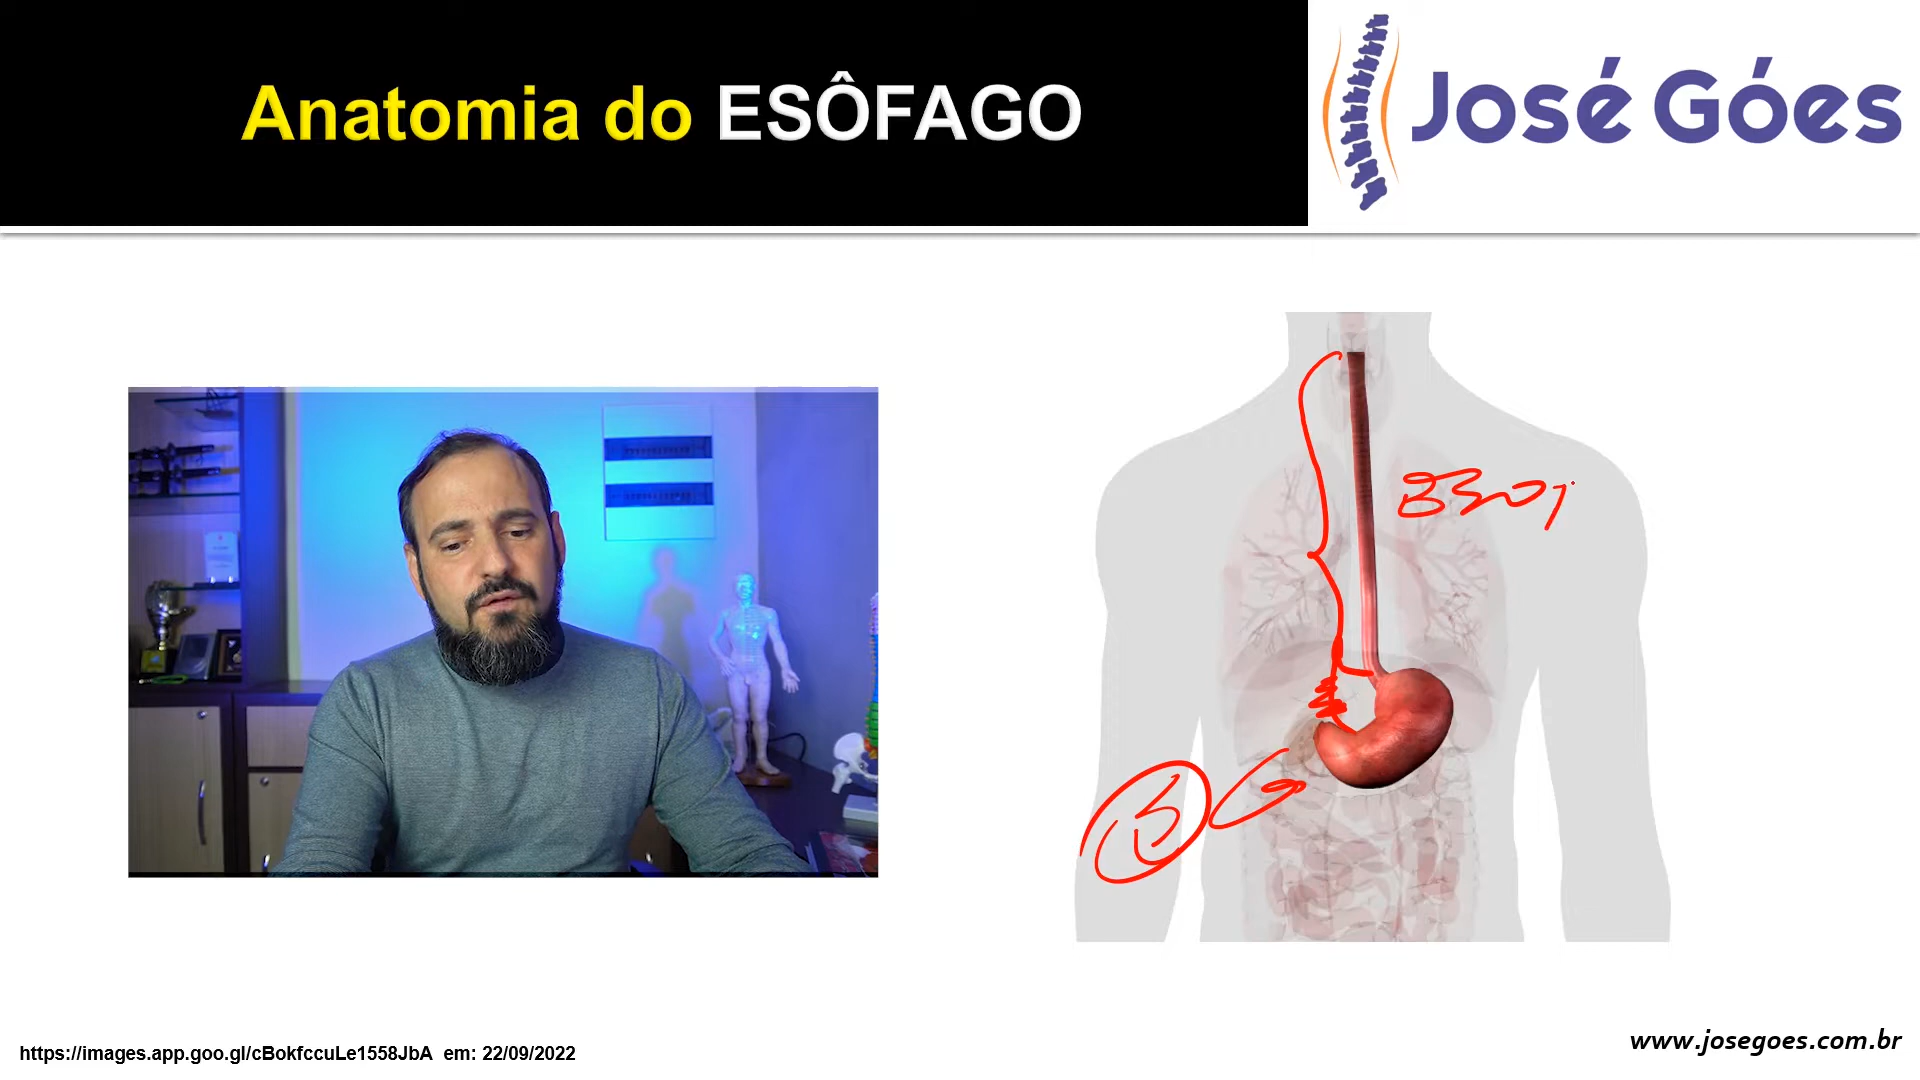 Anatomia do ESÔFAGO
José Góes
https://images.app.goo.gl/cBokfccuLe1558JbA em: 22/09/2022
www.josegoes.com.br